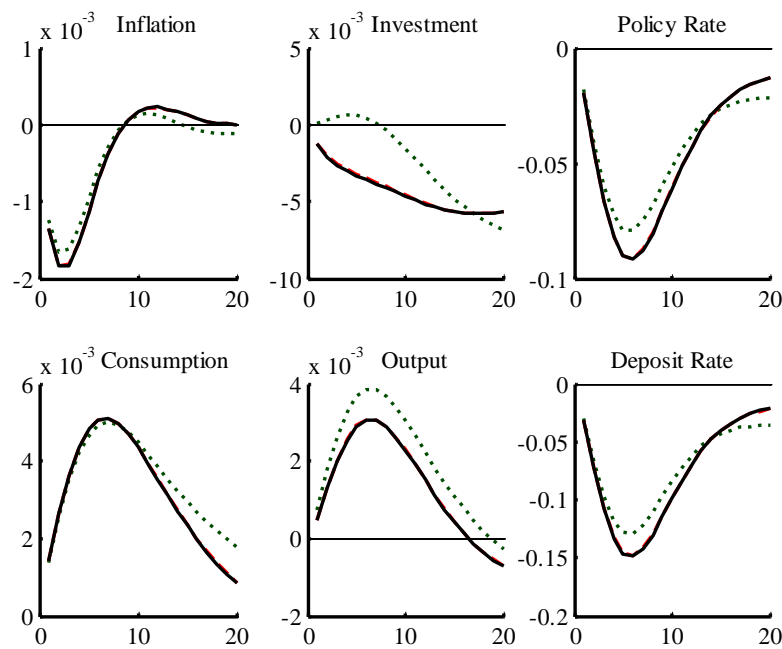 x 10^-3 Inflation
1
0
-1
-2
0 10 20
x 10^-3 Investment
5
0
-5
-10
0 10 20
Policy Rate
0
-0.05
-0.1
0 10 20
x 10^-3 Consumption
6
4
2
0
0 10 20
x 10^-3 Output
4
2
0
-2
0 10 20
Deposit Rate
0
-0.05
-0.1
-0.15
-0.2
0 10 20